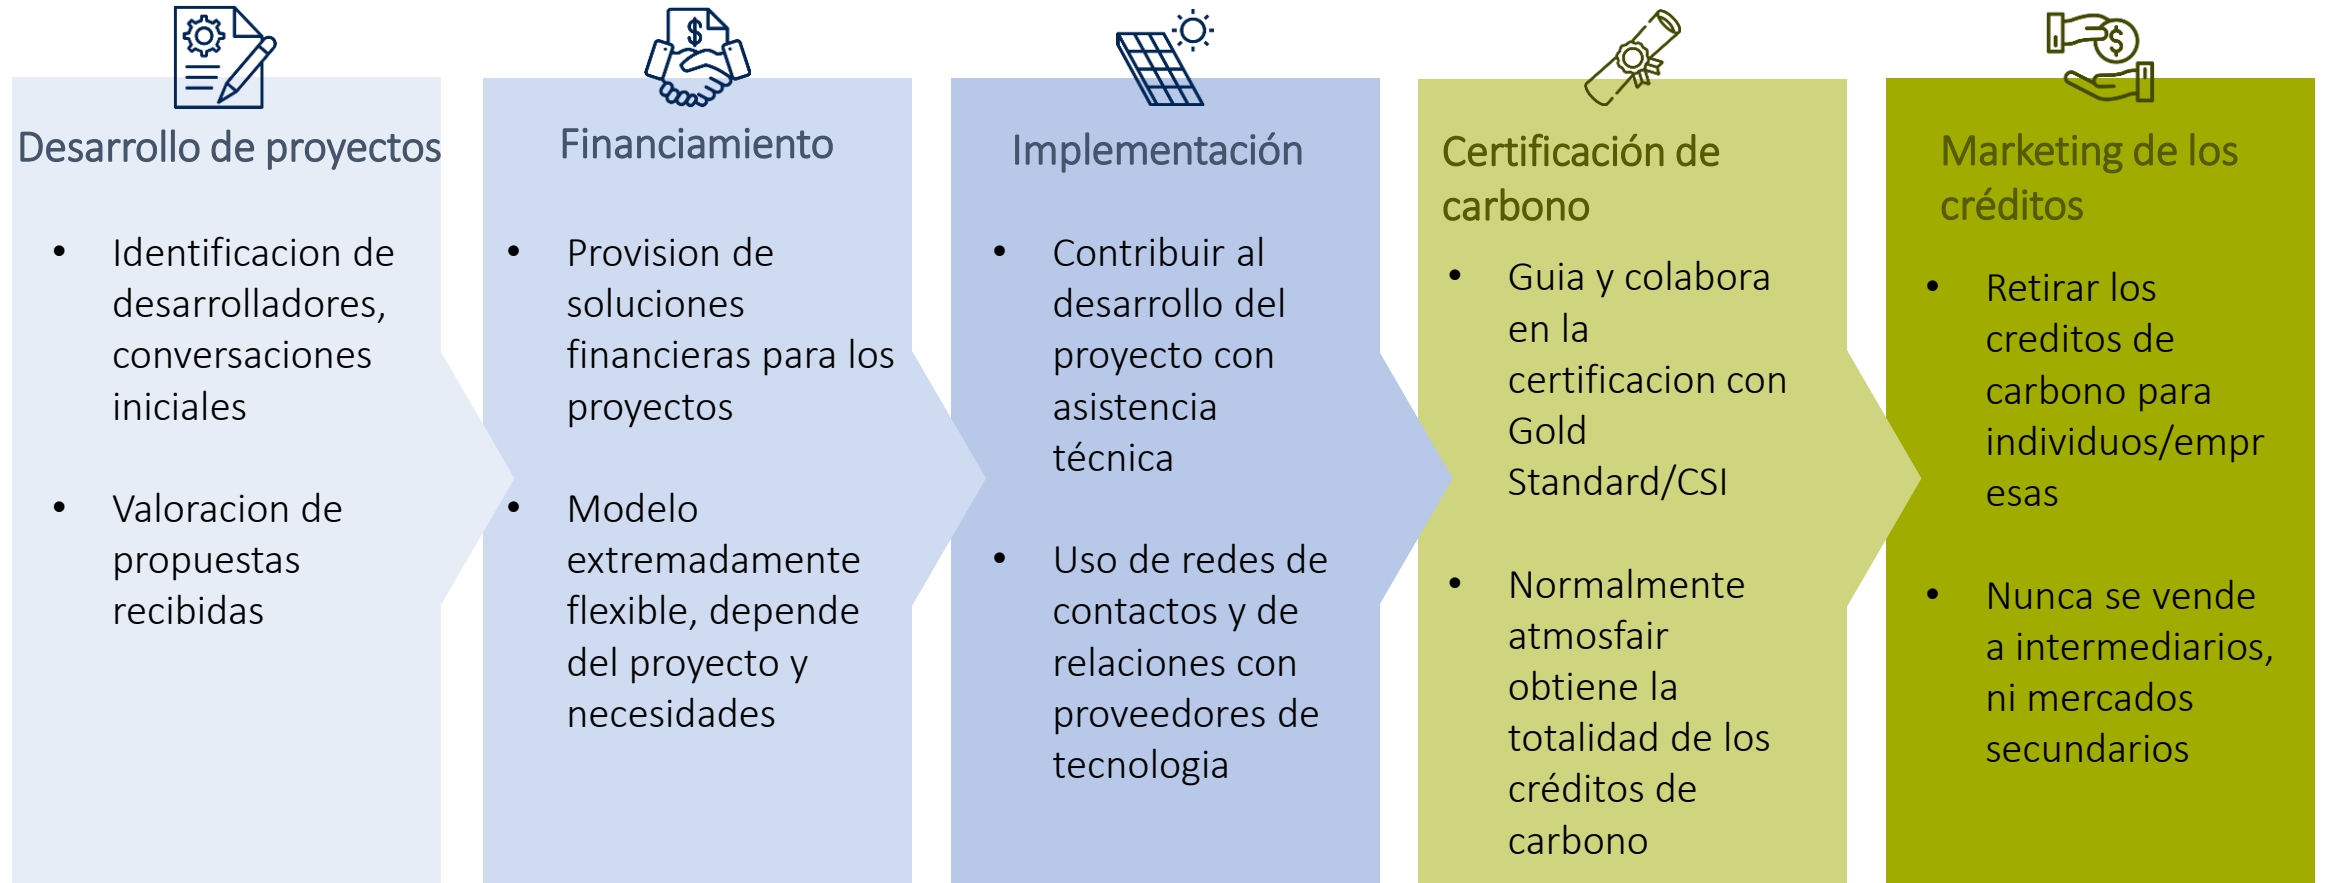 Desarrollo de proyectos
• Identificacion de
desarrolladores,
conversaciones
iniciales
• Valoracion de
propuestas
recibidas
$
Financiamiento
• Provision de
soluciones
financieras para los
proyectos
• Modelo
extremadamente
flexible, depende
del proyecto y
necesidades
Implementación
• Contribuir al
desarrollo del
proyecto con
asistencia
técnica
• Uso de redes de
contactos y de
relaciones con
proveedores de
tecnologia
Certificación de
carbono
• Guia y colabora
en la
certificacion con
Gold
Standard/CSI
• Normalmente
atmosfair
obtiene la
totalidad de los
créditos de
carbono
$
Marketing de los
créditos
• Retirar los
creditos de
carbono para
individuos/empr
esas
• Nunca se vende
a intermediarios,
ni mercados
secundarios